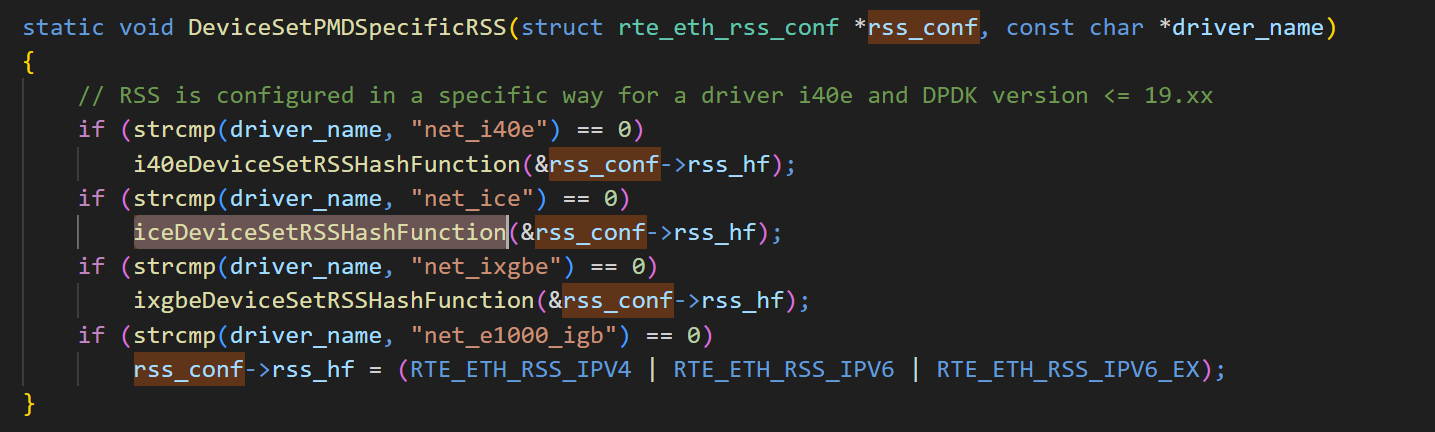 static void DeviceSetPMDSpecificRSS(struct rte_eth_rss_conf *rss_conf, const char *driver_name)
{
    // RSS is configured in a specific way for a driver i40e and DPDK version <= 19.xx
    if (strcmp(driver_name, "net_i40e") == 0)
        i40eDeviceSetRSSHashFunction(&rss_conf->rss_hf);
    if (strcmp(driver_name, "net_ice") == 0)
        iceDeviceSetRSSHashFunction(&rss_conf->rss_hf);
    if (strcmp(driver_name, "net_ixgbe") == 0)
        ixgbeDeviceSetRSSHashFunction(&rss_conf->rss_hf);
    if (strcmp(driver_name, "net_e1000_igb") == 0)
        rss_conf->rss_hf = (RTE_ETH_RSS_IPV4 | RTE_ETH_RSS_IPV6 | RTE_ETH_RSS_IPV6_EX);
}